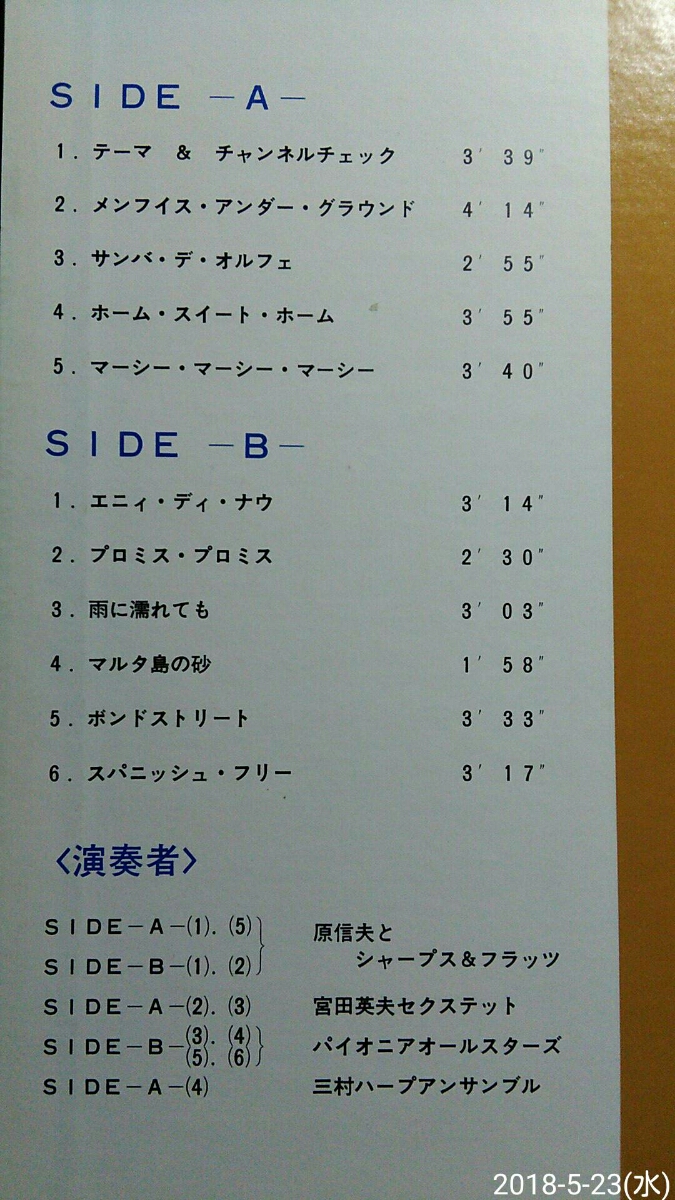 SIDE －A－
1．テーマ ＆ チャンネルチェック 3′39″
2．メンフイス・アンダー・グラウンド 4′14″
3．サンバ・デ・オルフェ 2′55″
4．ホーム・スイート・ホーム 3′55″
5．マーシー・マーシー・マーシー 3′40″
SIDE －B－
1．エニィ・ディ・ナウ 3′14″
2．プロミス・プロミス 2′30″
3．雨に濡れても 3′03″
4．マルタ島の砂 1′58″
5．ボンドストリート 3′33″
6．スパニッシュ・フリー 3′17″
〈演奏者〉
SIDE－A－(1)．(5)
SIDE－B－(1)．(2)
原信夫と
シャープス＆フラッツ
SIDE－A－(2)．(3) 宮田英夫セクステット
SIDE－B－(3)．(4)
(5)．(6)
パイオニアオールスターズ
SIDE－A－(4) 三村ハープアンサンブル
2018-5-23(水)